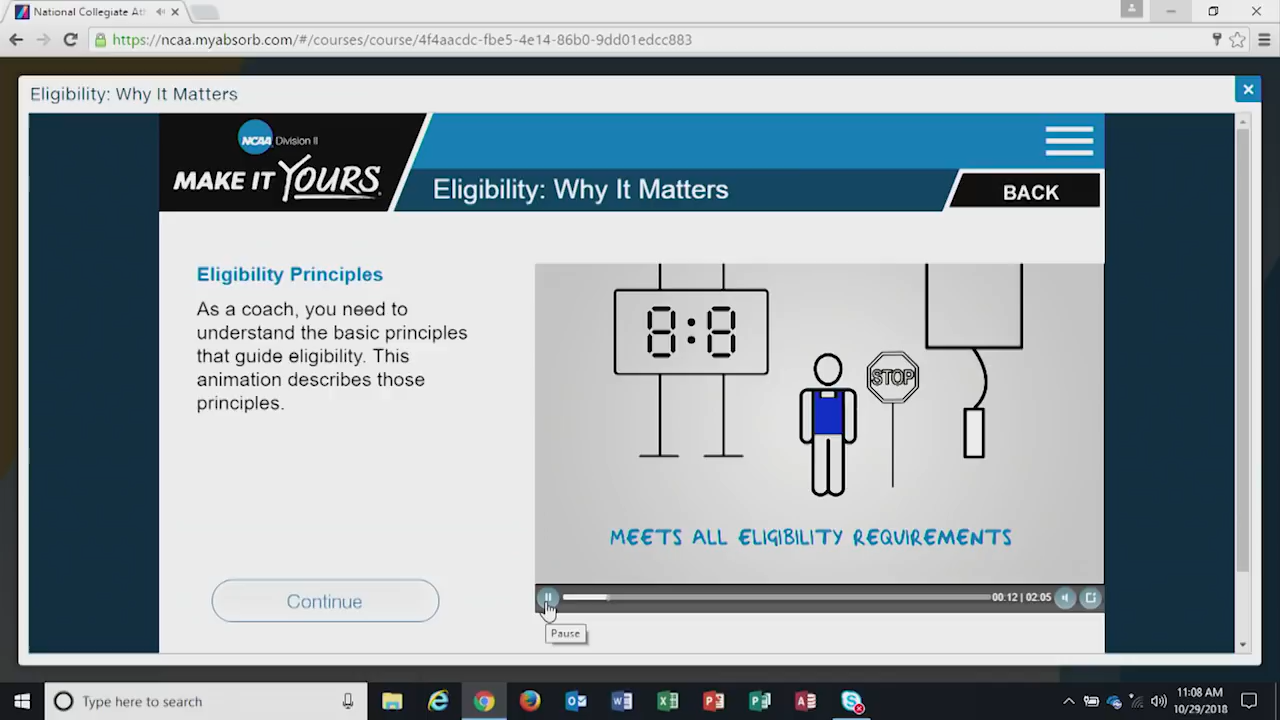 National Collegiate At
https://ncaa.myabsorb.com/#/courses/course/4f4aacdc-fbe5-4e14-86b0-9dd01edcc883
Eligibility: Why It Matters
NCAA Division II
MAKE IT YOURS
Eligibility: Why It Matters
BACK
Eligibility Principles
As a coach, you need to
understand the basic principles
that guide eligibility. This
animation describes those
principles.
8:8
STOP
MEETS ALL ELIGIBILITY REQUIREMENTS
Continue
00:12 | 02:05
Pause
Type here to search
11:08 AM
10/29/2018